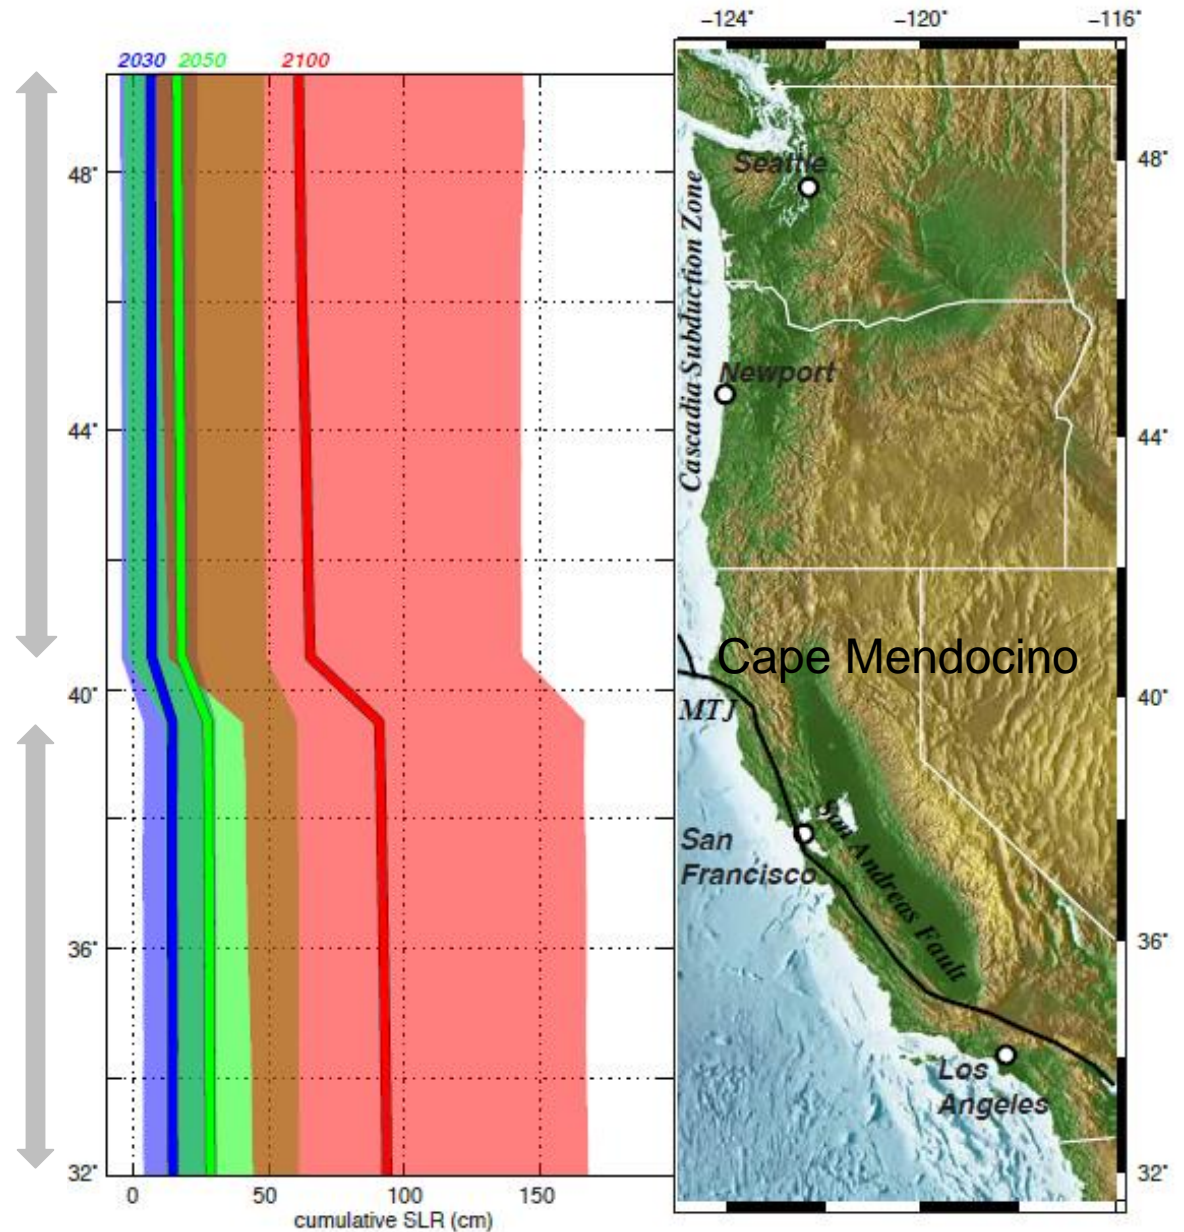 2030 2050 2100
48°
44°
40°
36°
32°
0 50 100 150
cumulative SLR (cm)
−124° −120° −116°
Seattle
Cascadia Subduction Zone
Newport
Cape Mendocino
MTJ
San
Francisco
San Andreas Fault
Los
Angeles
48°
44°
40°
36°
32°